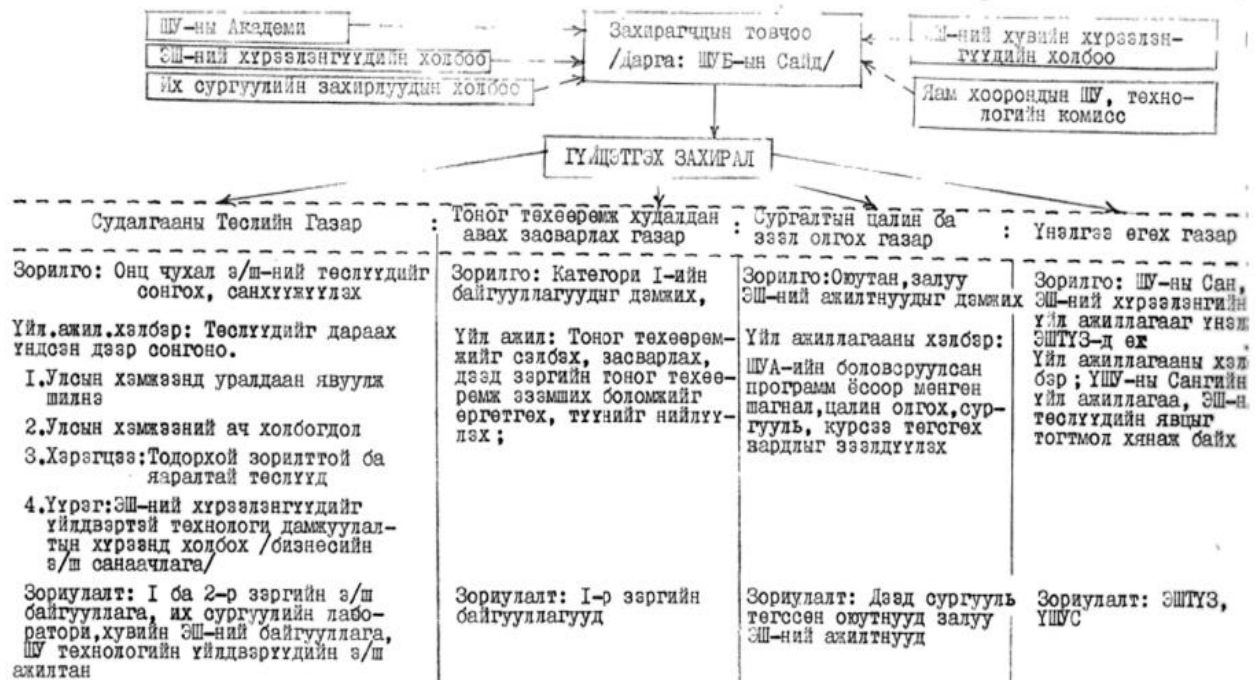 ШУ-ны Академи
ЭШ-ний хүрээлэнгүүдийн холбоо
Их сургуулийн захирлуудын холбоо
Захирагчдын товчоо
/Дарга: ШУБ-ын Сайд/
ЭШ-ний хувийн хүрээлэн-
гүүдийн холбоо
Яам хоорондын ШУ, техно-
логийн комисс
ГҮЙЦЭТГЭХ ЗАХИРАЛ
Судалгааны Төслийн Газар
Зорилго: Онц чухал э/ш-ний төслүүдийг
сонгох, санхүүжүүлэх
Үйл.ажил.хэлбэр: Төслүүдийг дараах
үндсэн дээр сонгоно.
I.Улсын хэмжээнд уралдаан явуулж
шилнэ
2.Улсын хэмжээний ач холбогдол
3.Хэрэгцээ:Тодорхой зорилттой ба
яаралтай төслүүд
4.Үүрэг:ЭШ-ний хүрээлэнгүүдийг
үйлдвэртэй технологи дамжуулал-
тын хүрээнд холбох /бизнесийн
э/ш санаачлага/
Зориулалт: I ба 2-р зэргийн э/ш
байгууллага, их сургуулийн лабо-
ратори,хувийн ЭШ-ний байгууллага,
ШУ технологийн үйлдвэрүүдийн э/ш
ажилтан
Тоног төхөөрөмж худалдан
авах засварлах газар
Зорилго: Категори I-ийн
байгууллагуудыг дэмжих,
Үйл ажил: Тоног төхөөрөм-
жийг сэлбэх, засварлах,
дээд зэргийн тоног төхөө-
рөмж эзэмших боломжийг
өргөтгөх, түүнийг нийлүү-
лэх;
Зориулалт: I-р зэргийн
байгууллагууд
Сургалтын цалин ба
зээл олгох газар
Зорилго:Оюутан,залуу
ЭШ-ний ажилтнуудыг дэмжих
Үйл ажиллагааны хэлбэр:
ШУА-ийн боловсруулсан
программ ёсоор мөнгөн
шагнал,цалин олгох,сур-
гууль, курсээ төгсгөх
вардлыг зээлдүүлэх
Зориулалт: Дээд сургууль
төгссөн оюутнууд залуу
ЭШ-ний ажилтнууд
Үнэлгээ өгөх газар
Зорилго: ШУ-ны Сан,
ЭШ-ний хүрээлэнгийн
үйл ажиллагааг үнэлж
ЭШТҮЗ-д өг
Үйл ажиллагааны хэл
бэр; ҮШУ-ны Сангийн
үйл ажиллагаа, ЭШ-н
төслүүдийн явцыг
тогтмол хянаж байх
Зориулалт: ЭШТҮЗ,
ҮШУС